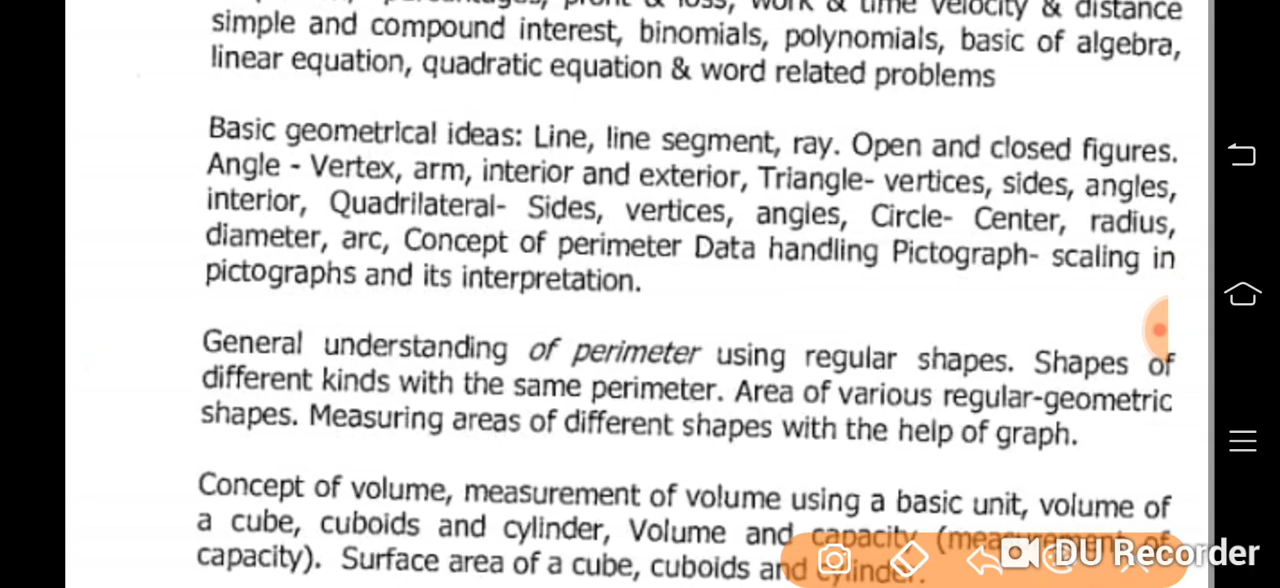 simple and compound interest, binomials, polynomials, basic of algebra,
linear equation, quadratic equation & word related problems
Basic geometrical ideas: Line, line segment, ray. Open and closed figures.
Angle - Vertex, arm, interior and exterior, Triangle- vertices, sides, angles,
interior, Quadrilateral- Sides, vertices, angles, Circle- Center, radius,
diameter, arc, Concept of perimeter Data handling Pictograph- scaling in
pictographs and its interpretation.
General understanding of perimeter using regular shapes. Shapes of
different kinds with the same perimeter. Area of various regular-geometric
shapes. Measuring areas of different shapes with the help of graph.
Concept of volume, measurement of volume using a basic unit, volume of
a cube, cuboids and cylinder, Volume and capacity (measurement of
capacity). Surface area of a cube, cuboids and cylinder.
DU Recorder